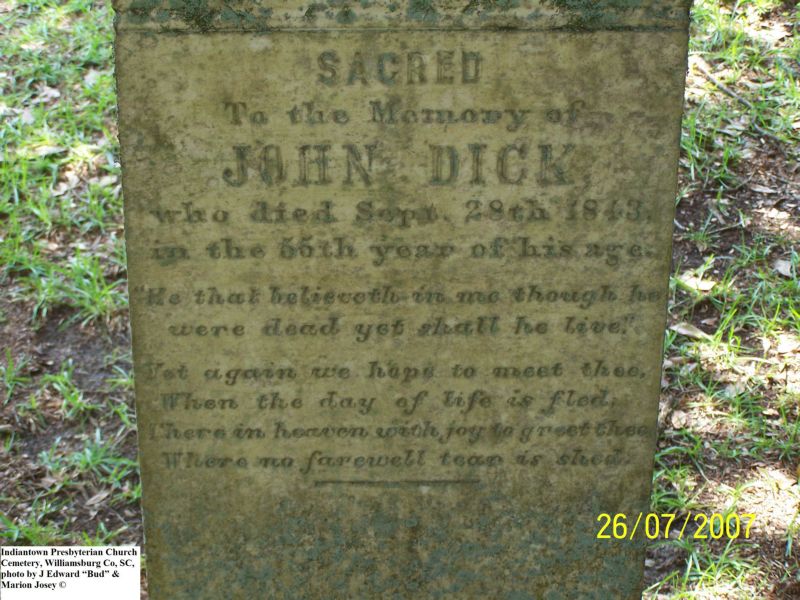 SACRED
To the Memory of
JOHN DICK,
who died Sept. 28th 1843,
in the 55th year of his age.
"He that believeth in me though he
were dead yet shall he live."
Yet again we hope to meet thee,
When the day of life is fled;
There in heaven with joy to greet thee
Where no farewell tear is shed.
26/07/2007
Indiantown Presbyterian Church
Cemetery, Williamsburg Co, SC,
photo by J Edward “Bud” &
Marion Josey ©